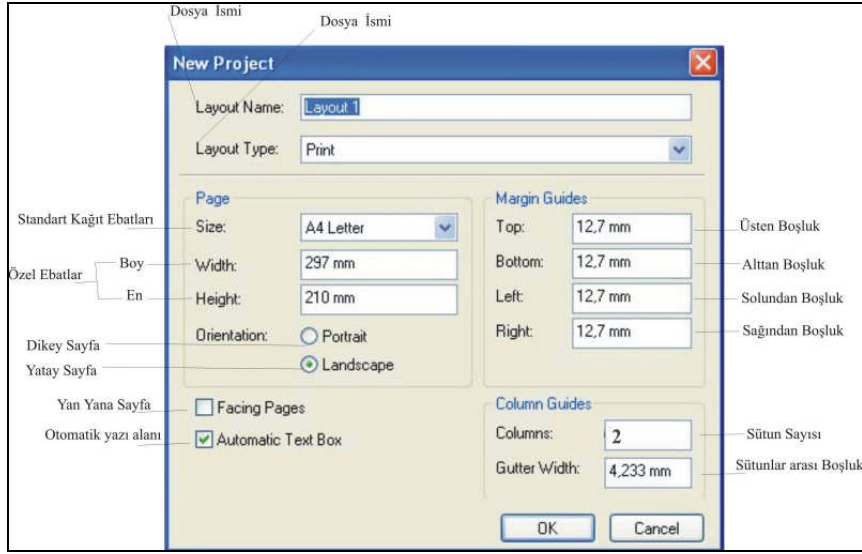 Dosya İsmi
Dosya İsmi
New Project
Layout Name: Layout 1
Layout Type: Print
Page
Margin Guides
Standart Kağıt Ebatları Size: A4 Letter Top: 12,7 mm Üsten Boşluk
Özel Ebatlar Boy Width: 297 mm Bottom: 12,7 mm Alttan Boşluk
En Height: 210 mm Left: 12,7 mm Solundan Boşluk
Orientation: Portrait Right: 12,7 mm Sağından Boşluk
Dikey Sayfa
Yatay Sayfa Landscape
Yan Yana Sayfa Facing Pages Column Guides
Otomatik yazı alanı Automatic Text Box Columns: 2 Sütun Sayısı
Gutter Width: 4,233 mm Sütunlar arası Boşluk
OK Cancel